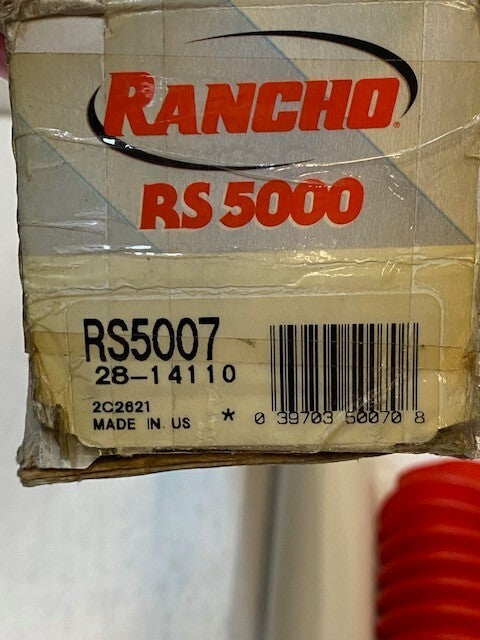 RANCHO®
RS 5000
RS5007
28-14110
2C2621
MADE IN US *
0 39703 50070 8